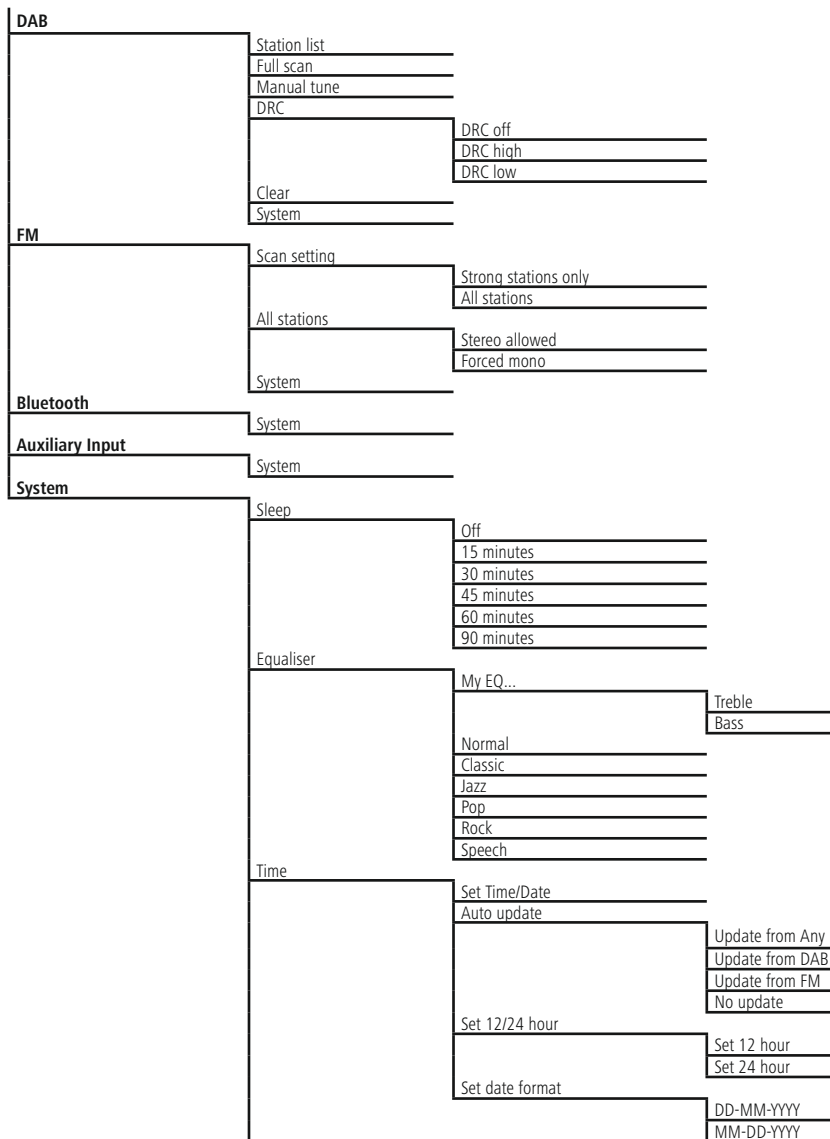 DAB
Station list
Full scan
Manual tune
DRC
DRC off
DRC high
DRC low
Clear
System
FM
Scan setting
Strong stations only
All stations
All stations
Stereo allowed
Forced mono
System
Bluetooth
System
Auxiliary Input
System
System
Sleep
Off
15 minutes
30 minutes
45 minutes
60 minutes
90 minutes
Equaliser
My EQ...
Treble
Bass
Normal
Classic
Jazz
Pop
Rock
Speech
Time
Set Time/Date
Auto update
Update from Any
Update from DAB
Update from FM
No update
Set 12/24 hour
Set 12 hour
Set 24 hour
Set date format
DD-MM-YYYY
MM-DD-YYYY